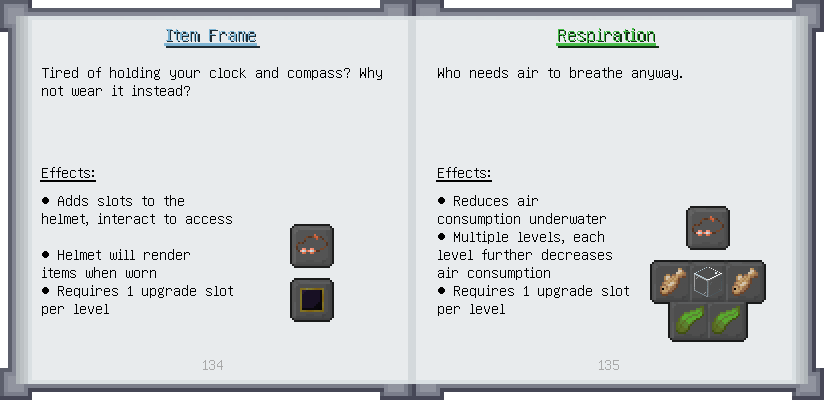 Item Frame
Tired of holding your clock and compass? Why
not wear it instead?
Effects:
● Adds slots to the
helmet, interact to access
● Helmet will render
items when worn
● Requires 1 upgrade slot
per level
134
Respiration
Who needs air to breathe anyway.
Effects:
● Reduces air
consumption underwater
● Multiple levels, each
level further decreases
air consumption
● Requires 1 upgrade slot
per level
135